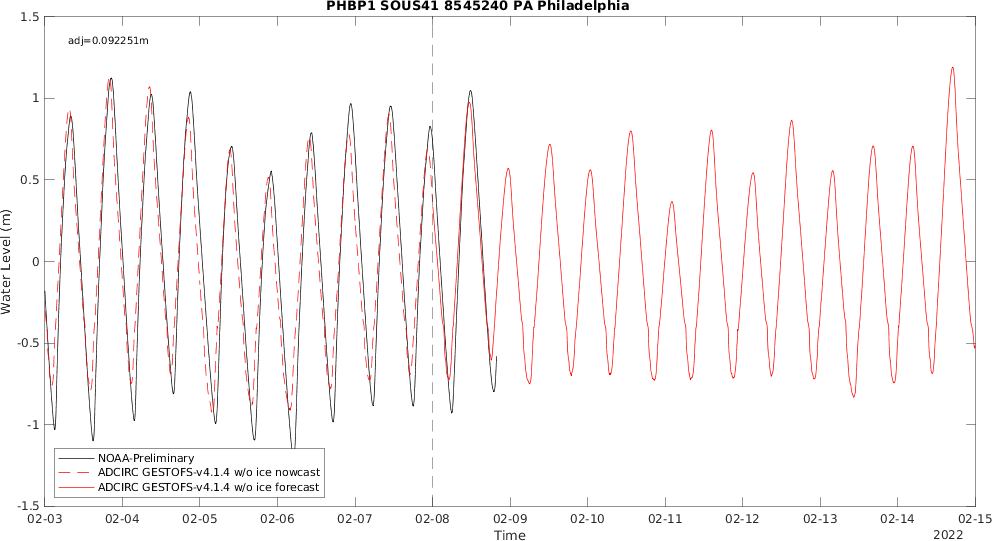 PHBP1 SOUS41 8545240 PA Philadelphia
adj=0.092251m
Water Level (m)
1.5
1
0.5
0
-0.5
-1
-1.5
NOAA-Preliminary
ADCIRC GESTOFS-v4.1.4 w/o ice nowcast
ADCIRC GESTOFS-v4.1.4 w/o ice forecast
02-03 02-04 02-05 02-06 02-07 02-08 02-09 02-10 02-11 02-12 02-13 02-14 02-15
Time
2022